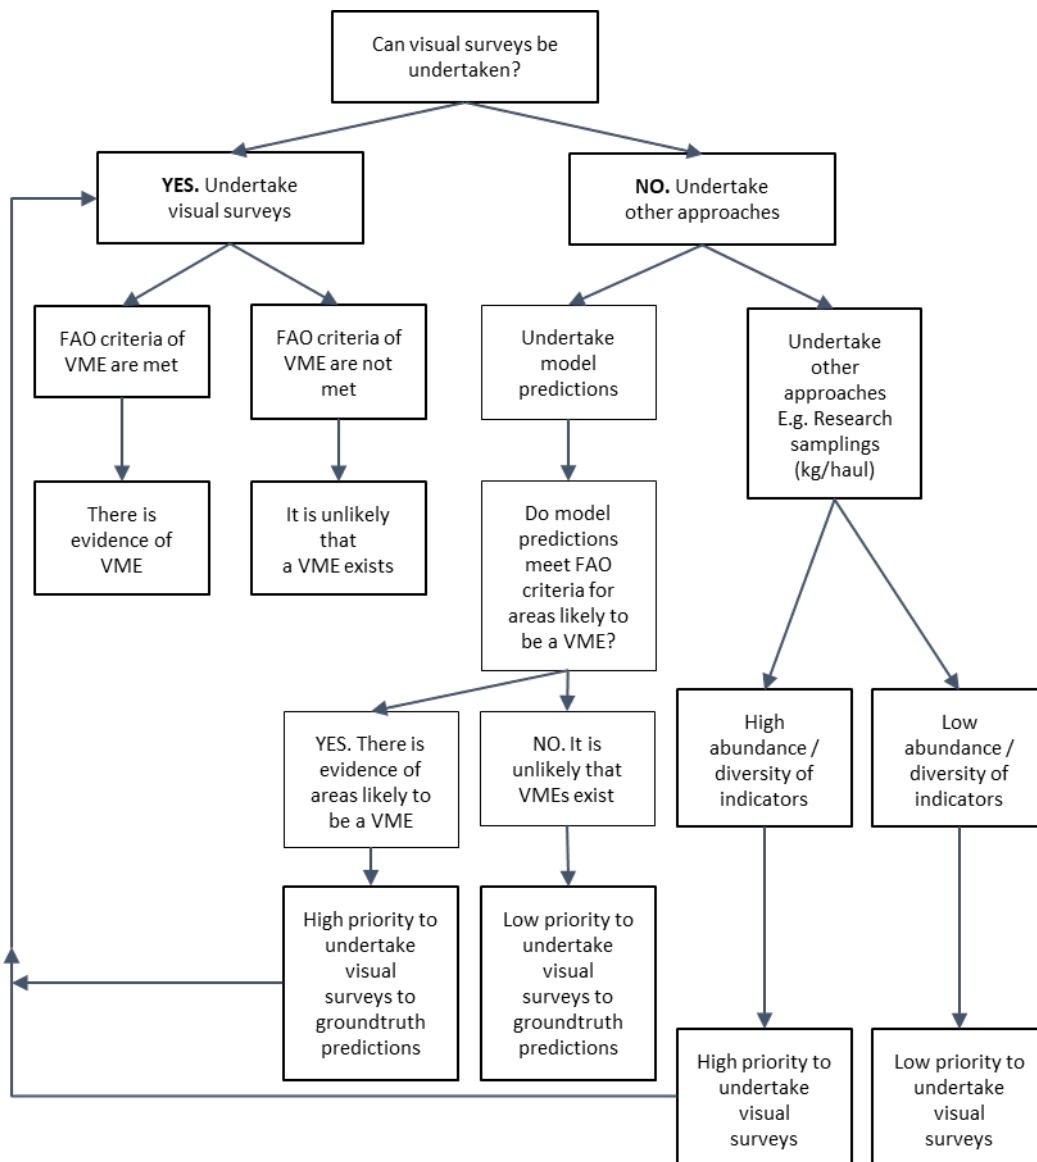 Can visual surveys be
undertaken?
YES. Undertake
visual surveys
NO. Undertake
other approaches
FAO criteria of
VME are met
FAO criteria of
VME are not
met
Undertake
model
predictions
Undertake
other
approaches
E.g. Research
samplings
(kg/haul)
There is
evidence of
VME
It is unlikely
that
a VME exists
Do model
predictions
meet FAO
criteria for
areas likely to
be a VME?
YES. There is
evidence of
areas likely to
be a VME
NO. It is
unlikely that
VMEs exist
High
abundance /
diversity of
indicators
Low
abundance /
diversity of
indicators
High priority to
undertake
visual
surveys to
groundtruth
predictions
Low priority to
undertake
visual
surveys to
groundtruth
predictions
High priority to
undertake
visual
surveys
Low priority to
undertake
visual
surveys